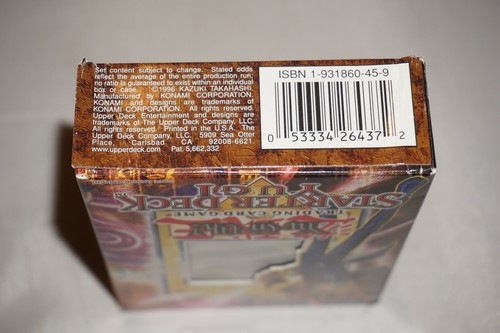 Set content subject to change. Stated odds
reflect the average of the entire production run;
no ratio is guaranteed to exist within an individual
box or case. ©1996 KAZUKI TAKAHASHI.
Manufactured by KONAMI CORPORATION.
KONAMI and designs are trademarks of
KONAMI CORPORATION. All rights reserved.
Upper Deck Entertainment and designs are
trademarks of The Upper Deck Company, LLC.
All rights reserved. Printed in the U.S.A. The
Upper Deck Company, LLC. 5909 Sea Otter
Place, Carlsbad, CA 92008-6621.
www.upperdeck.com Pat. 5,662,332
ISBN 1-931860-45-9
0 53334 26437 2
YU-GI-OH!
TRADING CARD GAME
STARTER DECK
YUGI